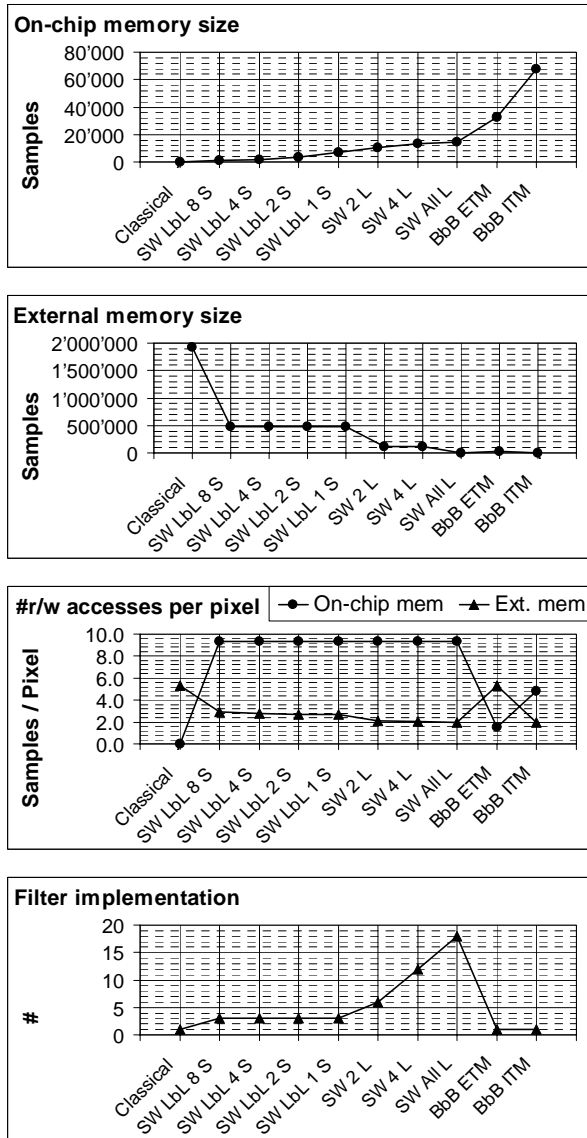 On-chip memory size
Samples
80’000
60’000
40’000
20’000
0
Classical
SW LbL 8 S
SW LbL 4 S
SW LbL 2 S
SW LbL 1 S
SW 2 L
SW 4 L
SW All L
BbB ETM
BbB ITM
External memory size
Samples
2’000’000
1’500’000
1’000’000
500’000
0
Classical
SW LbL 8 S
SW LbL 4 S
SW LbL 2 S
SW LbL 1 S
SW 2 L
SW 4 L
SW All L
BbB ETM
BbB ITM
#r/w accesses per pixel
On-chip mem
Ext. mem
Samples / Pixel
10.0
8.0
6.0
4.0
2.0
0.0
Classical
SW LbL 8 S
SW LbL 4 S
SW LbL 2 S
SW LbL 1 S
SW 2 L
SW 4 L
SW All L
BbB ETM
BbB ITM
Filter implementation
#
20
15
10
5
0
Classical
SW LbL 8 S
SW LbL 4 S
SW LbL 2 S
SW LbL 1 S
SW 2 L
SW 4 L
SW All L
BbB ETM
BbB ITM